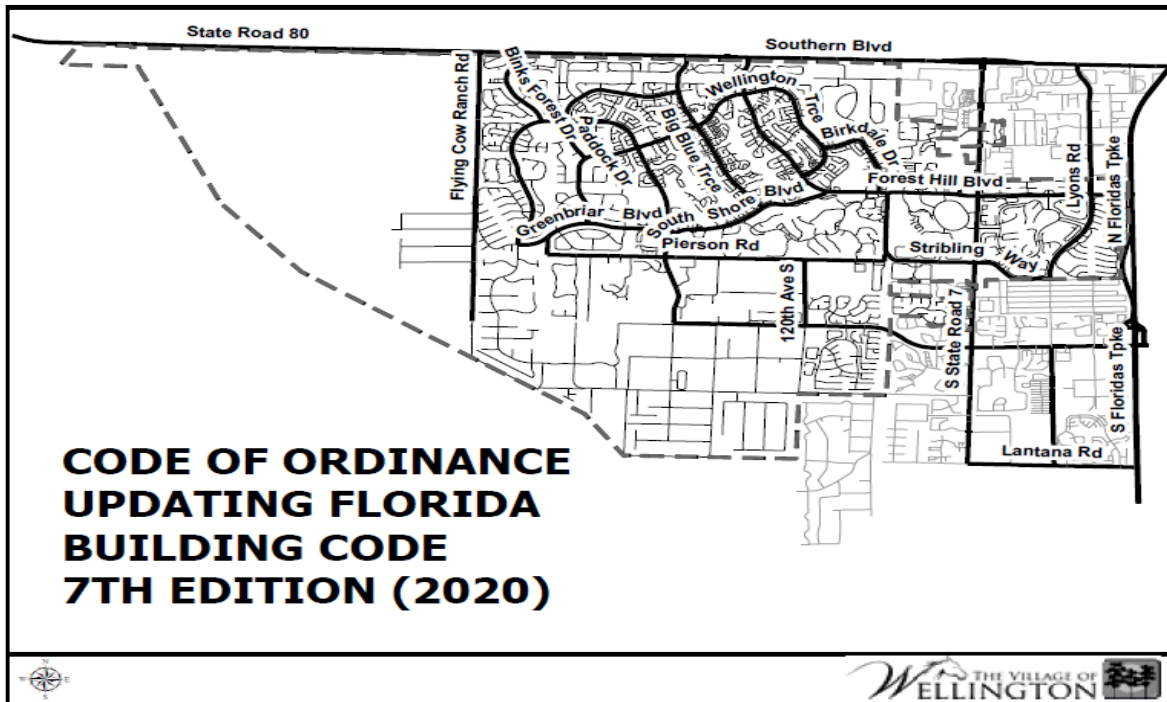 State Road 80
Southern Blvd
Flying Cow Ranch Rd
Binks Forest Dr
Paddock Dr
Big Blue Trce
Wellington Trce
Birkdale Dr
Forest Hill Blvd
Lyons Rd
N Floridas Tpke
Greenbriar Blvd
South Shore Blvd
Pierson Rd
Stribling Way
120th Ave S
S State Road 7
S Floridas Tpke
Lantana Rd
CODE OF ORDINANCE
UPDATING FLORIDA
BUILDING CODE
7TH EDITION (2020)
N
W E
S
THE VILLAGE OF
WELLINGTON